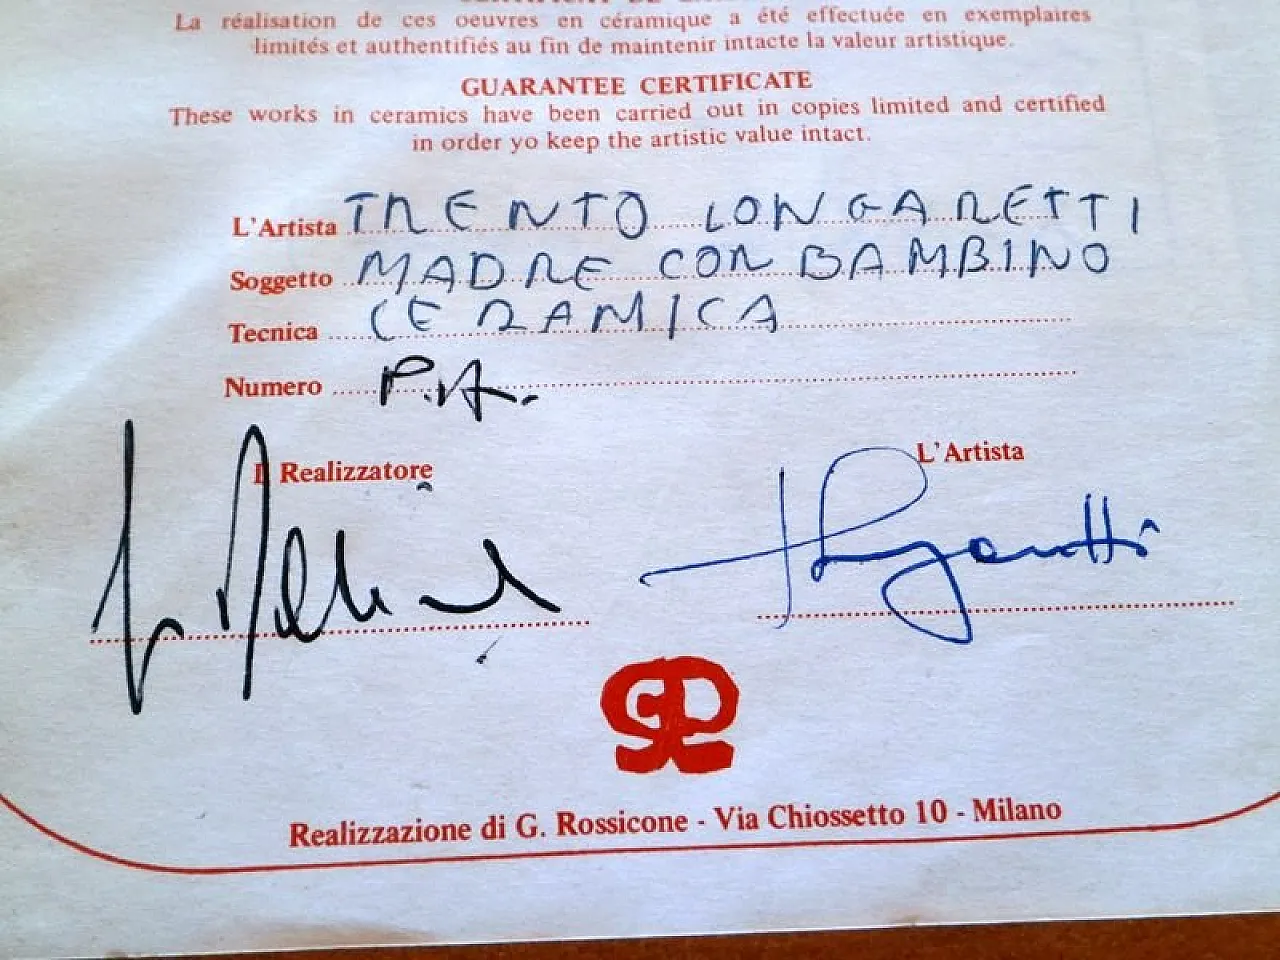 La réalisation de ces oeuvres en céramique a été effectuée en exemplaires
limités et authentifiés au fin de maintenir intacte la valeur artistique.
GUARANTEE CERTIFICATE
These works in ceramics have been carried out in copies limited and certified
in order yo keep the artistic value intact.
L'Artista TRENTO LONGARETTI
Soggetto MADRE CON BAMBINO
Tecnica CERAMICA
Numero P.A.
Il Realizzatore
L'Artista
Realizzazione di G. Rossicone - Via Chiossetto 10 - Milano